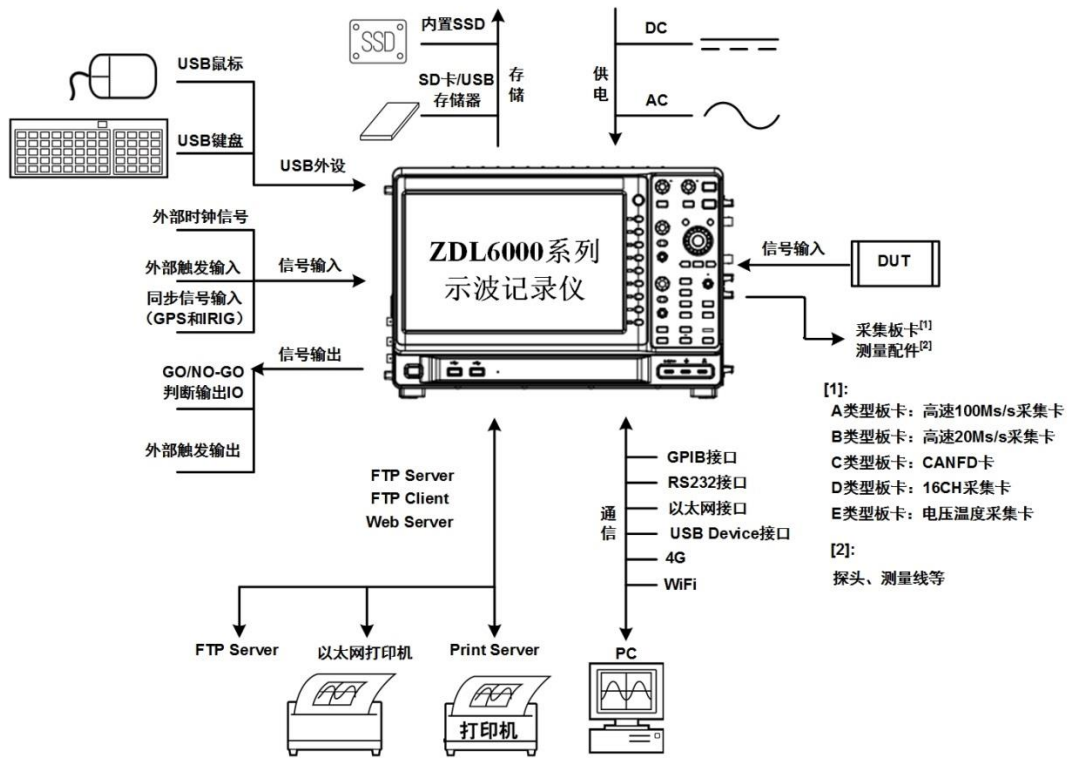 SSD
内置SSD
SD卡/USB
存储器
存储
供电
DC
AC
USB鼠标
USB键盘
USB外设
外部时钟信号
外部触发输入
同步信号输入
（GPS和IRIG）
信号输入
ZDL6000系列
示波记录仪
信号输入
DUT
采集板卡[1]
测量配件[2]
信号输出
GO/NO-GO
判断输出IO
外部触发输出
[1]:
A类型板卡：高速100Ms/s采集卡
B类型板卡：高速20Ms/s采集卡
C类型板卡：CANFD卡
D类型板卡：16CH采集卡
E类型板卡：电压温度采集卡
[2]:
探头、测量线等
FTP Server
FTP Client
Web Server
通信
GPIB接口
RS232接口
以太网接口
USB Device接口
4G
WiFi
FTP Server
以太网打印机
Print Server
PC
打印机